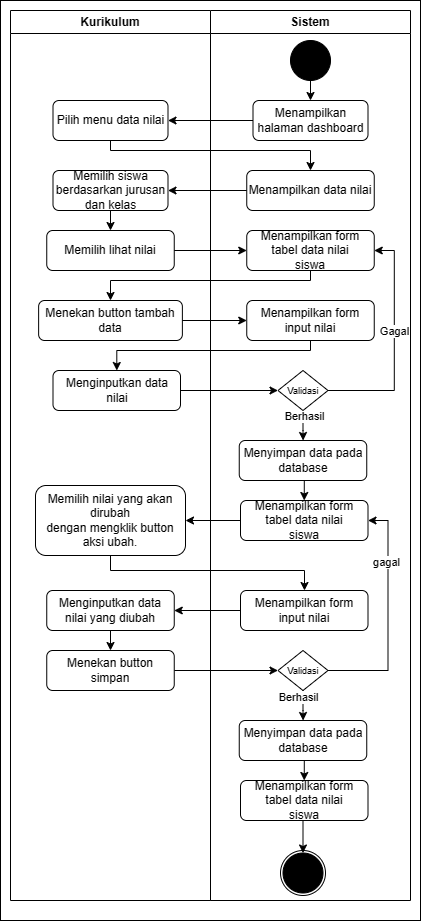 Kurikulum
Sistem
Menampilkan
halaman dashboard
Pilih menu data nilai
Menampilkan data nilai
Memilih siswa
berdasarkan jurusan
dan kelas
Memilih lihat nilai
Menampilkan form
tabel data nilai
siswa
Menekan button tambah
data
Menampilkan form
input nilai
Gagal
Menginputkan data
nilai
Validasi
Berhasil
Menyimpan data pada
database
Menampilkan form
tabel data nilai
siswa
Memilih nilai yang akan
dirubah
dengan mengklik button
aksi ubah.
gagal
Menampilkan form
input nilai
Menginputkan data
nilai yang diubah
Menekan button
simpan
Validasi
Berhasil
Menyimpan data pada
database
Menampilkan form
tabel data nilai
siswa